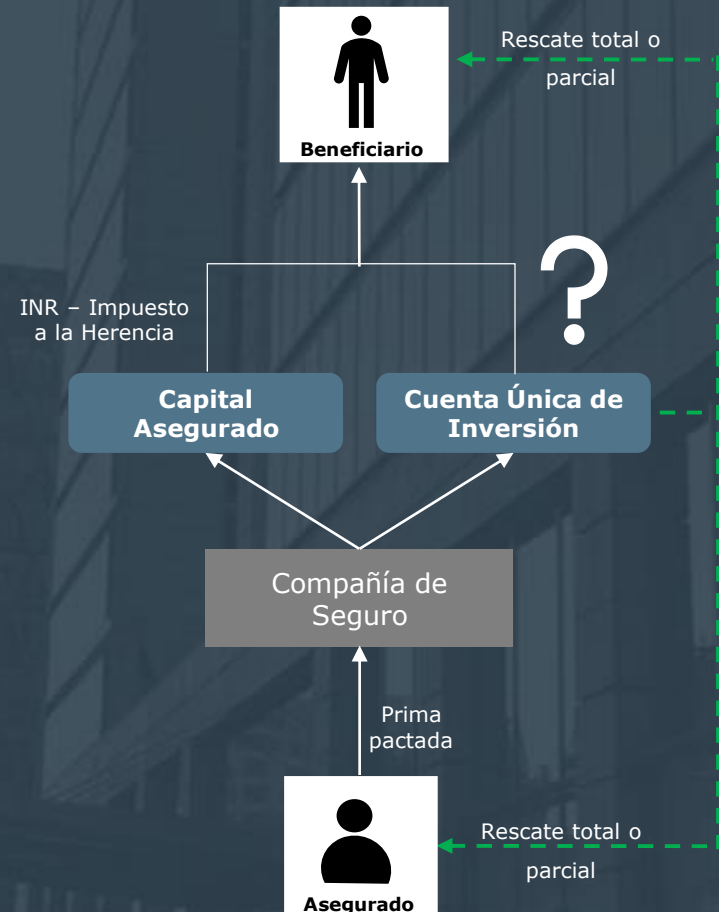 Rescate total o
parcial
Beneficiario
?
INR – Impuesto
a la Herencia
Capital
Asegurado
Cuenta Única de
Inversión
Compañía de
Seguro
Prima
pactada
Rescate total o
parcial
Asegurado